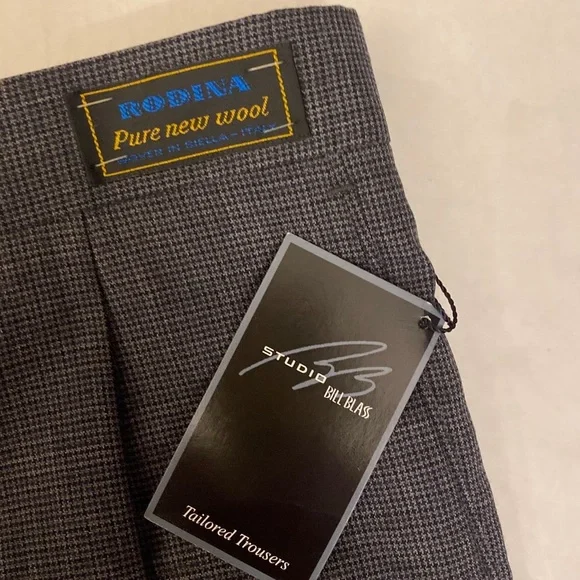 RODINA
Pure new wool
WOVEN IN BIELLA - ITALY
STUDIO
BILL BLASS
Tailored Trousers